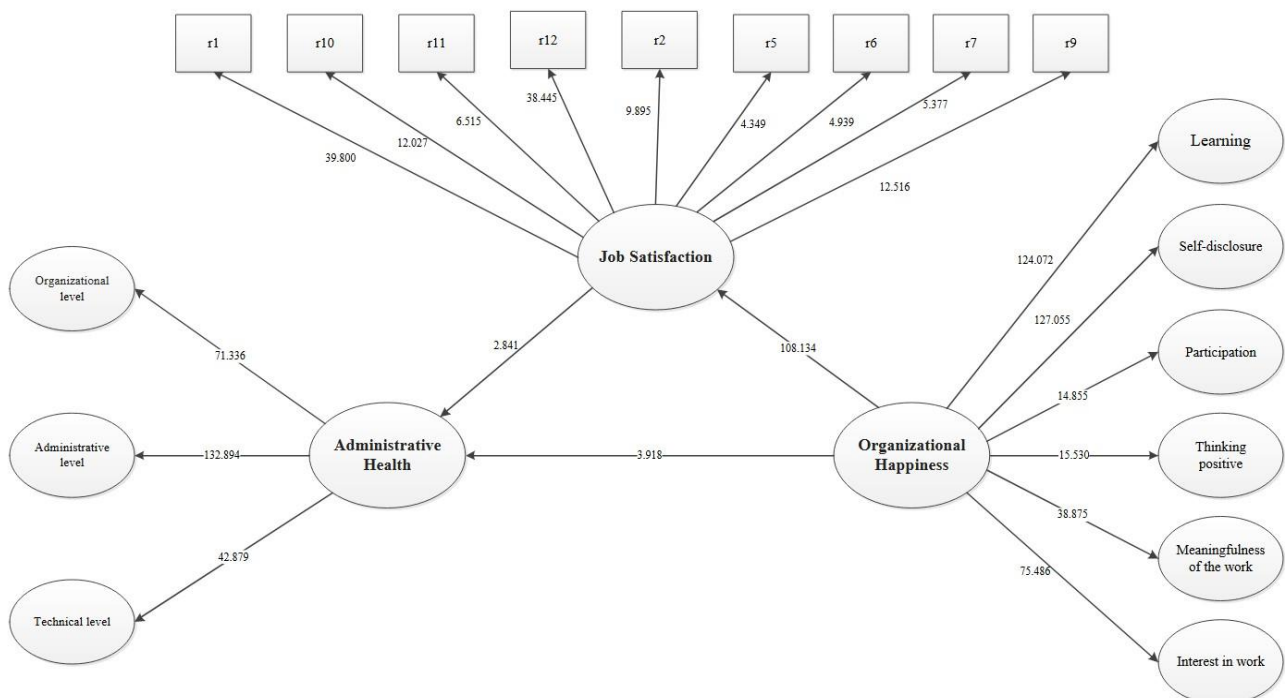 r1
r10
r11
r12
r2
r5
r6
r7
r9
39.800
12.027
6.515
38.445
9.895
4.349
4.939
5.377
12.516
Learning
Self-disclosure
Participation
Thinking
positive
Meaningfulness
of the work
Interest in work
124.072
127.055
14.855
15.530
38.875
75.486
Job Satisfaction
108.134
2.841
Organizational
Happiness
3.918
Administrative
Health
Organizational
level
71.336
Administrative
level
132.894
Technical level
42.879